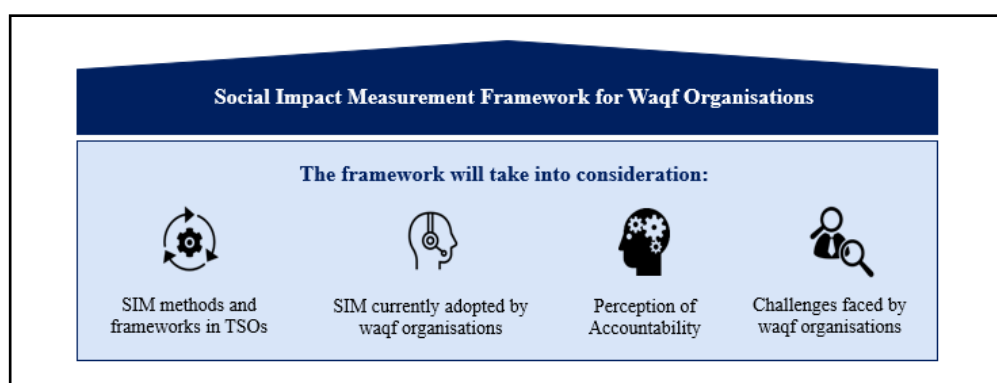 Social Impact Measurement Framework for Waqf Organisations
The framework will take into consideration:
SIM methods and
frameworks in TSOs
SIM currently adopted by
waqf organisations
Perception of
Accountability
Challenges faced by
waqf organisations